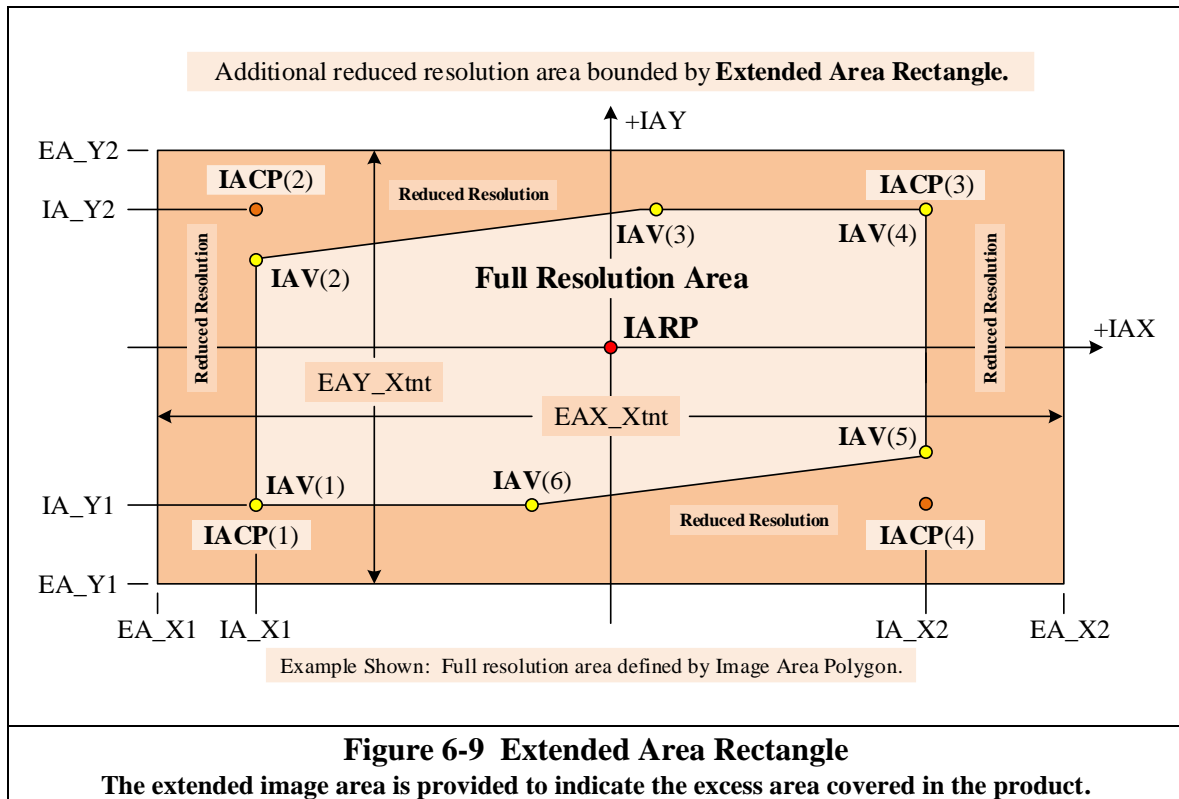 Additional reduced resolution area bounded by Extended Area Rectangle.
+IAY
EA_Y2
IACP(2)
Reduced Resolution
IACP(3)
IA_Y2
IAV(3)
IAV(4)
IAV(2)
Full Resolution Area
Reduced Resolution
Reduced Resolution
IARP
+IAX
EAY_Xtnt
EAX_Xtnt
IAV(5)
IAV(1)
IAV(6)
IA_Y1
IACP(1)
Reduced Resolution
IACP(4)
EA_Y1
EA_X1
IA_X1
IA_X2
EA_X2
Example Shown: Full resolution area defined by Image Area Polygon.
Figure 6-9 Extended Area Rectangle
The extended image area is provided to indicate the excess area covered in the product.